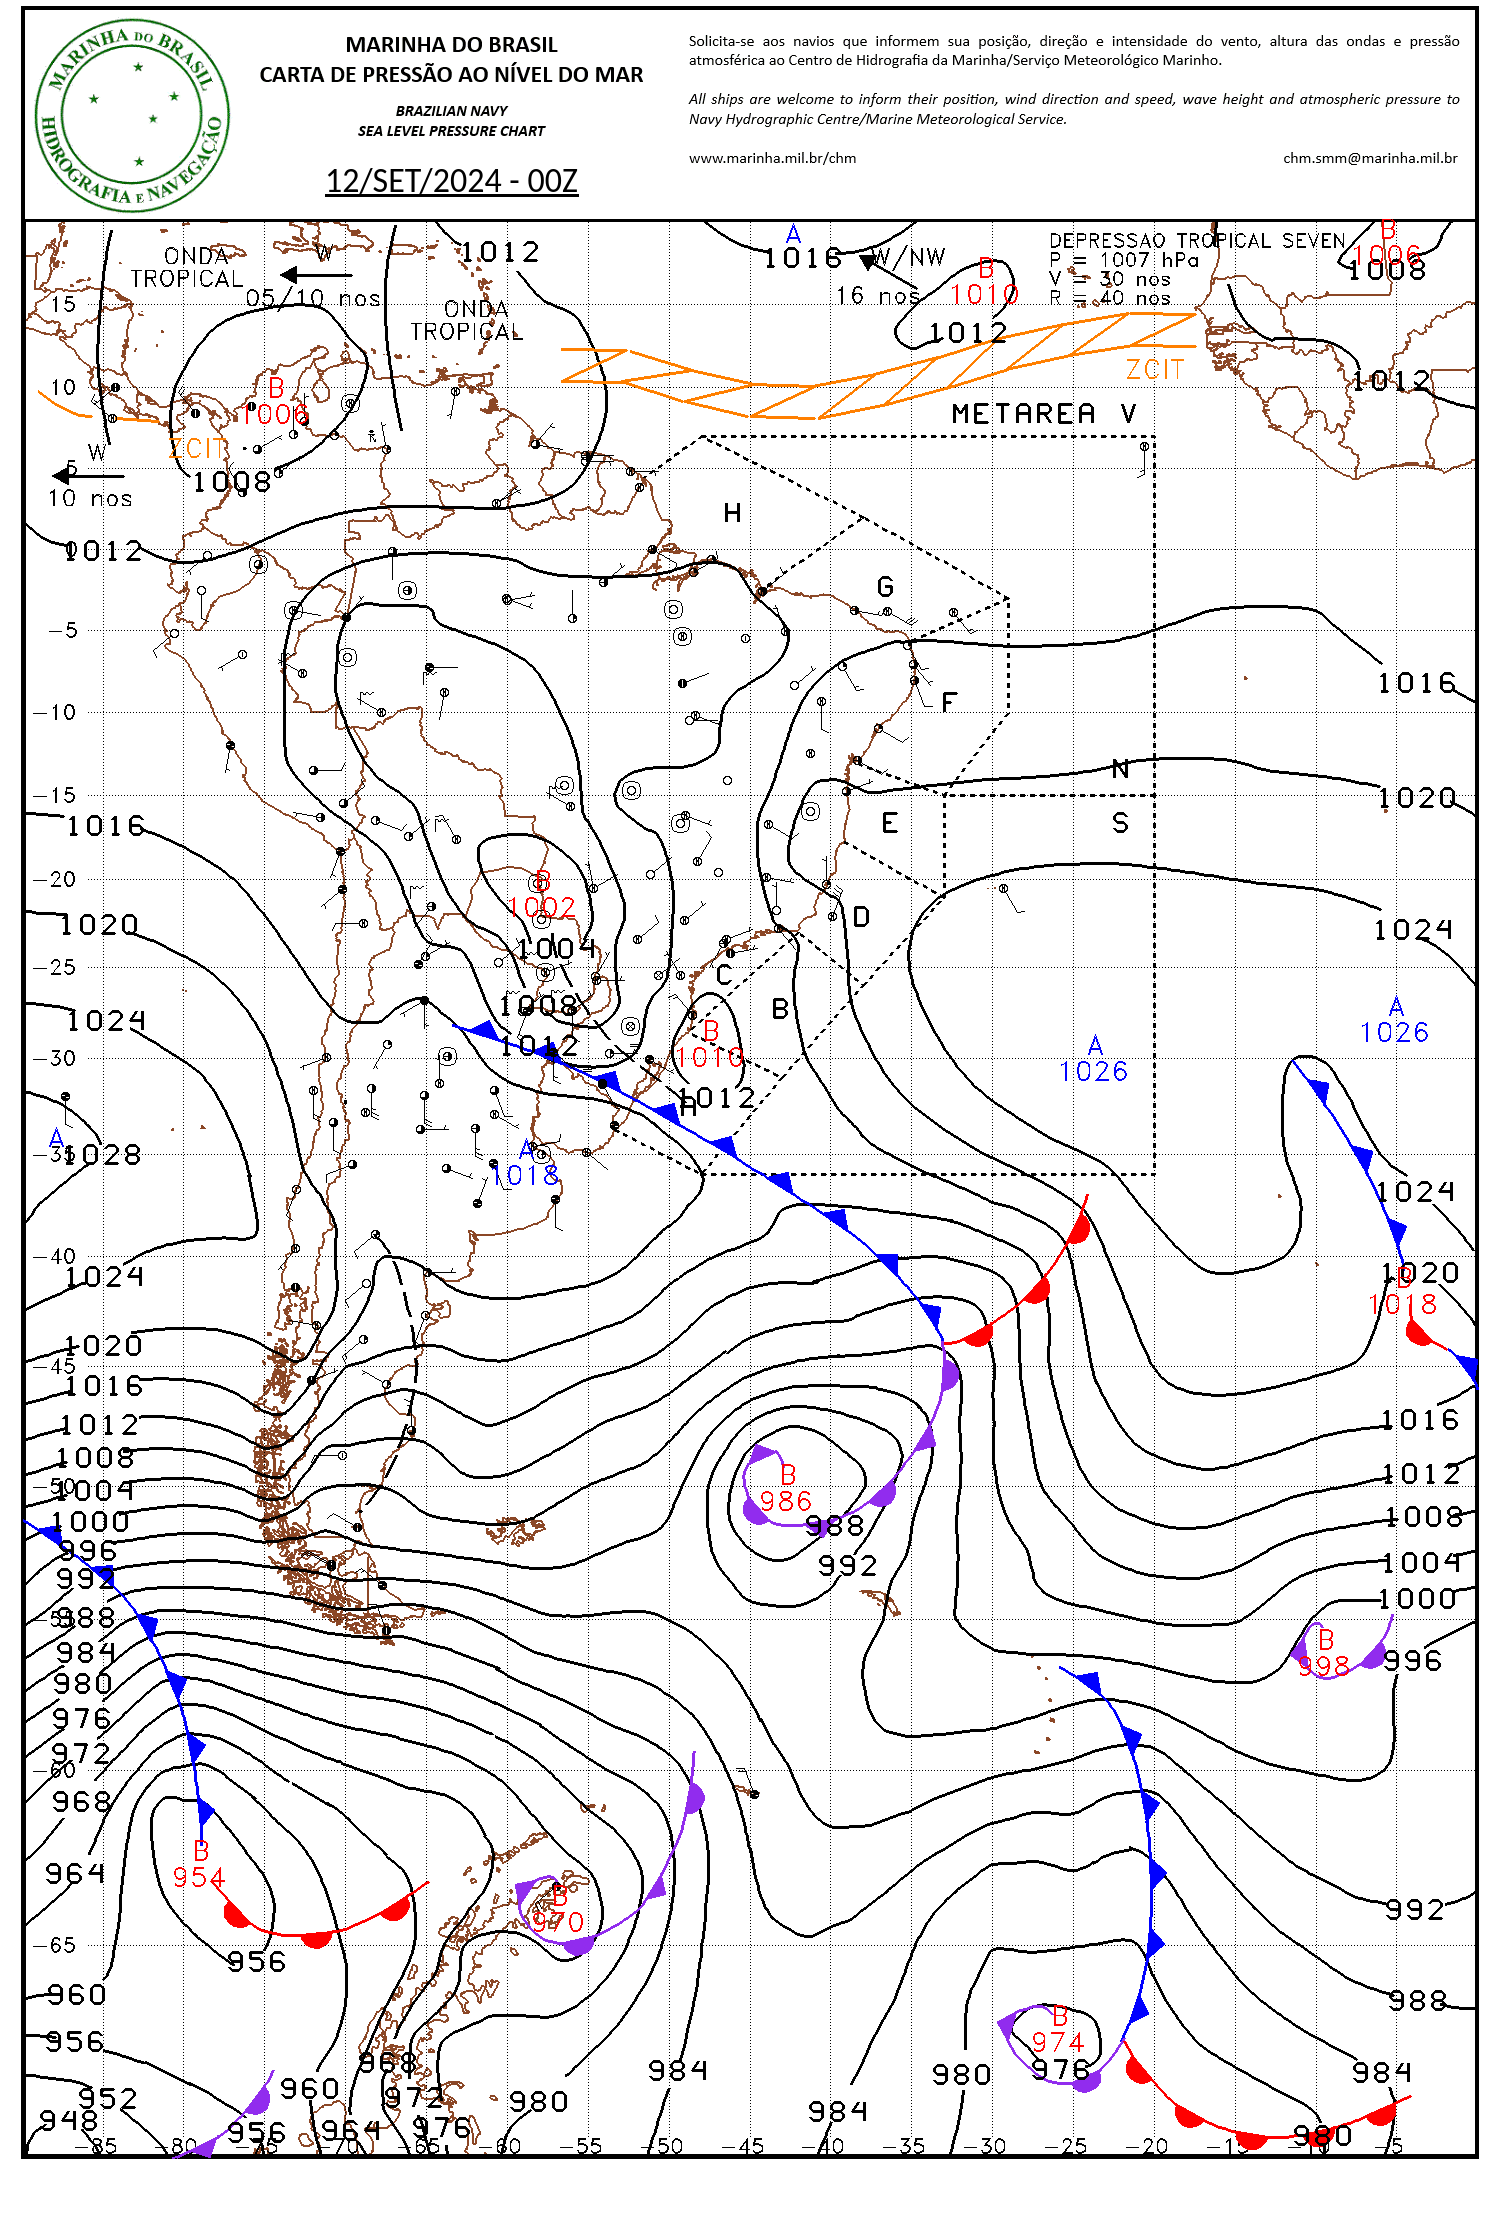 MARINHA DO BRASIL
HIDROGRAFIA E NAVEGAÇÃO
MARINHA DO BRASIL
CARTA DE PRESSÃO AO NÍVEL DO MAR
BRAZILIAN NAVY
SEA LEVEL PRESSURE CHART
12/SET/2024 - 00Z
Solicita-se aos navios que informem sua posição, direção e intensidade do vento, altura das ondas e pressão
atmosférica ao Centro de Hidrografia da Marinha/Serviço Meteorológico Marinho.
All ships are welcome to inform their position, wind direction and speed, wave height and atmospheric pressure to
Navy Hydrographic Centre/Marine Meteorological Service.
www.marinha.mil.br/chm chm.smm@marinha.mil.br
ONDA
TROPICAL
W
05/10 nos
1012
ONDA
TROPICAL
A
1016
W/NW
16 nos
B
1010
1012
DEPRESSAO TROPICAL SEVEN
P = 1007 hPa
V = 30 nos
R = 40 nos
B
1006
1008
15
10
B
1006
ZCIT
1012
METAREA V
ZCIT
W
5
10 nos
1008
H
0
1012
G
-5
1016
-10
F
N
-15
1020
1016
E
S
-20
B
1002
1020
1004
D
1024
-25
C
1024
1008
B
A
1026
B
1010
1012
A
1026
-30
1012
A
A
1028
-35
A
1018
1024
-40
1024
1020
B
1018
1020
-45
1016
1016
1012
1008
B
986
1012
-50
1004
1000
988
1008
996
992
1004
992
1000
-55
988
984
B
998
996
980
976
972
-60
968
B
954
964
B
970
992
-65
956
960
988
B
974
956
968
984
980
976
984
960
952
972
980
984
948
956
964
976
980
-85 -80 -75 -70 -65 -60 -55 -50 -45 -40 -35 -30 -25 -20 -15 -10 -5